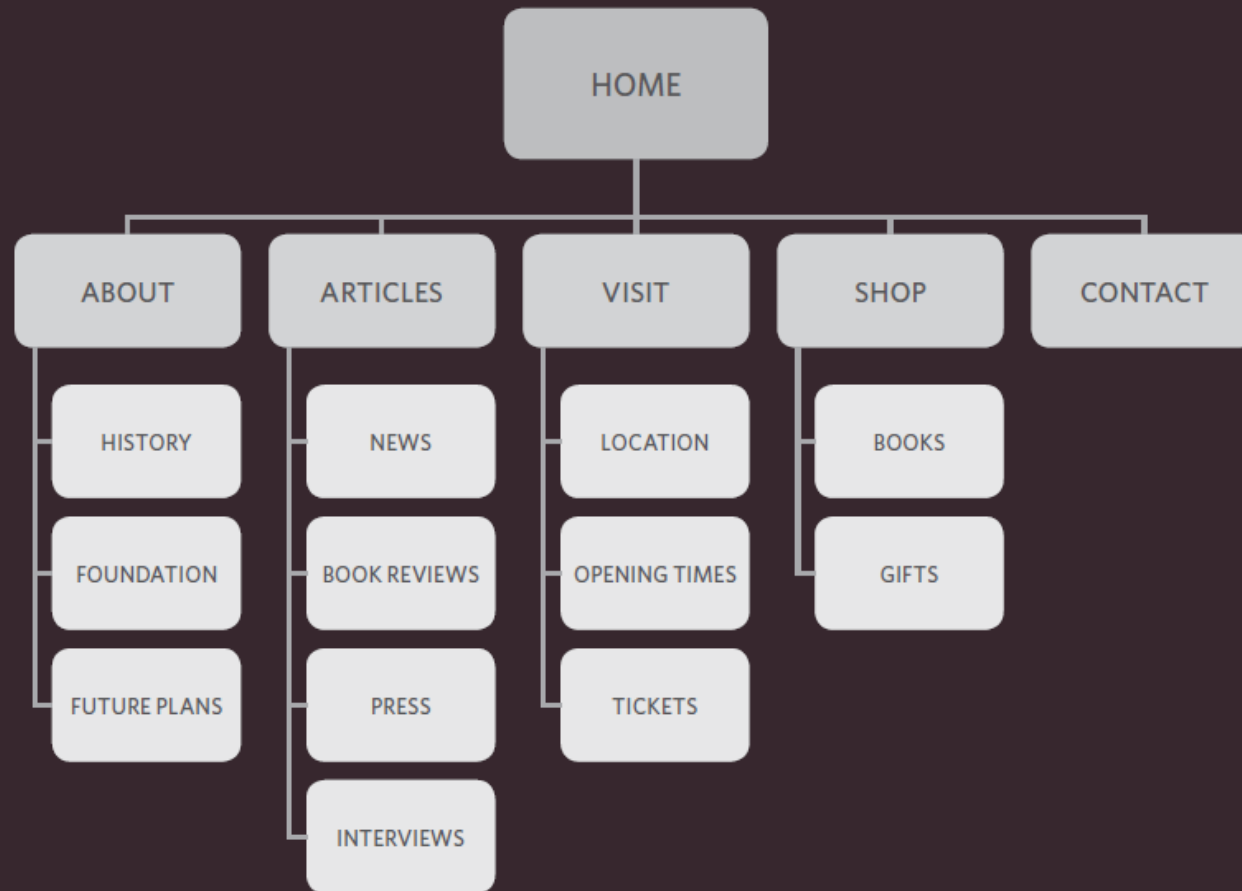 HOME
ABOUT
ARTICLES
VISIT
SHOP
CONTACT
HISTORY
NEWS
LOCATION
BOOKS
FOUNDATION
BOOK REVIEWS
OPENING TIMES
GIFTS
FUTURE PLANS
PRESS
TICKETS
INTERVIEWS